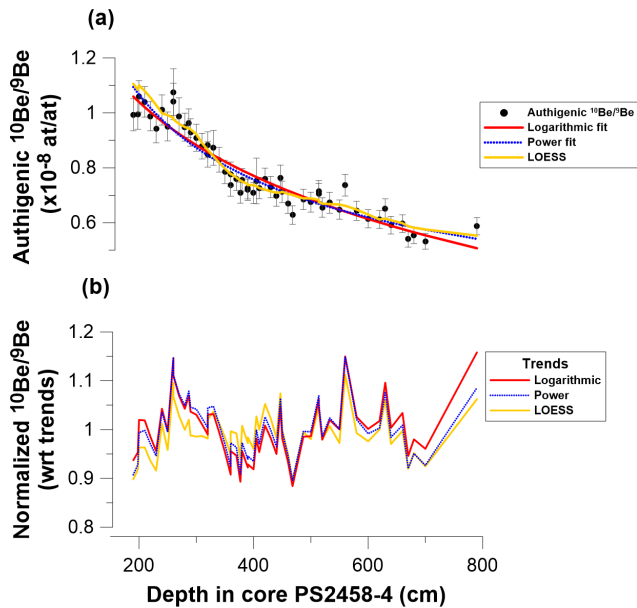 (a)
1.2
1
0.8
0.6
Authigenic ¹⁰Be/⁹Be
(x10⁻⁸ at/at)
Authigenic ¹⁰Be/⁹Be
Logarithmic fit
Power fit
LOESS
(b)
1.2
1.1
1
0.9
0.8
Normalized ¹⁰Be/⁹Be
(wrt trends)
Trends
Logarithmic
Power
LOESS
200 400 600 800
Depth in core PS2458-4 (cm)